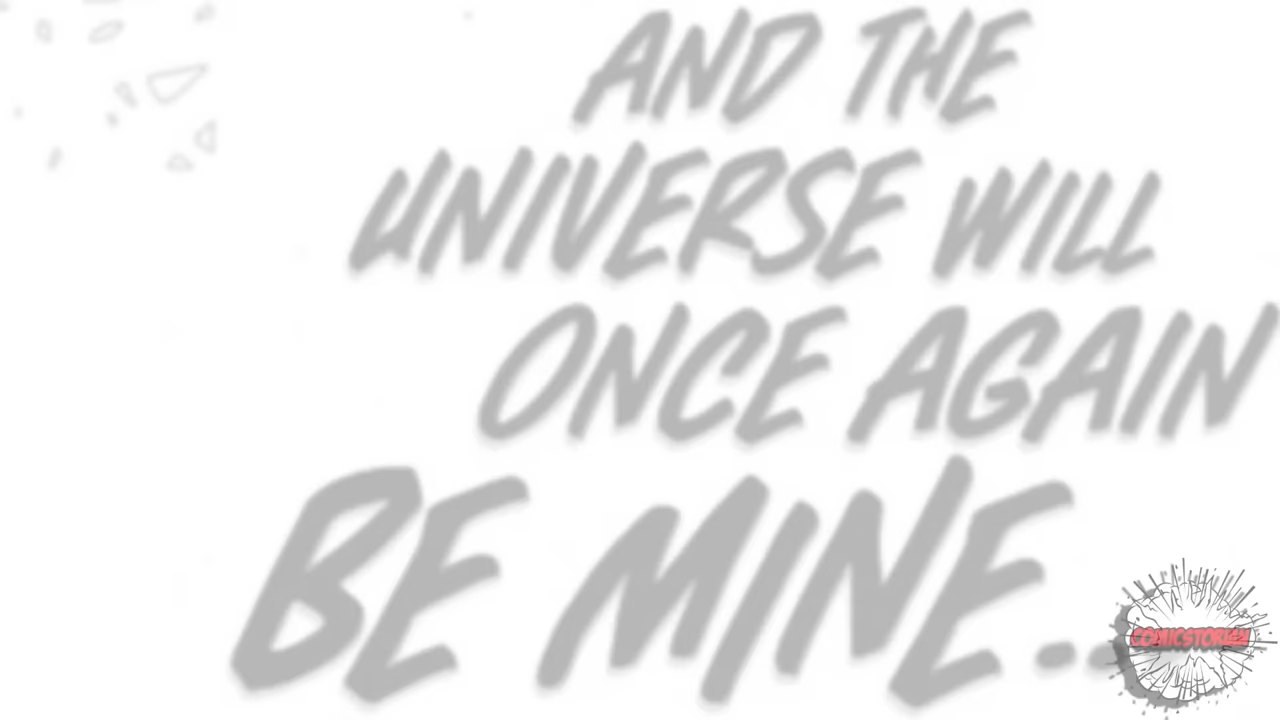 AND THE
UNIVERSE WILL
ONCE AGAIN
BE MINE..
COMICSTORIAN